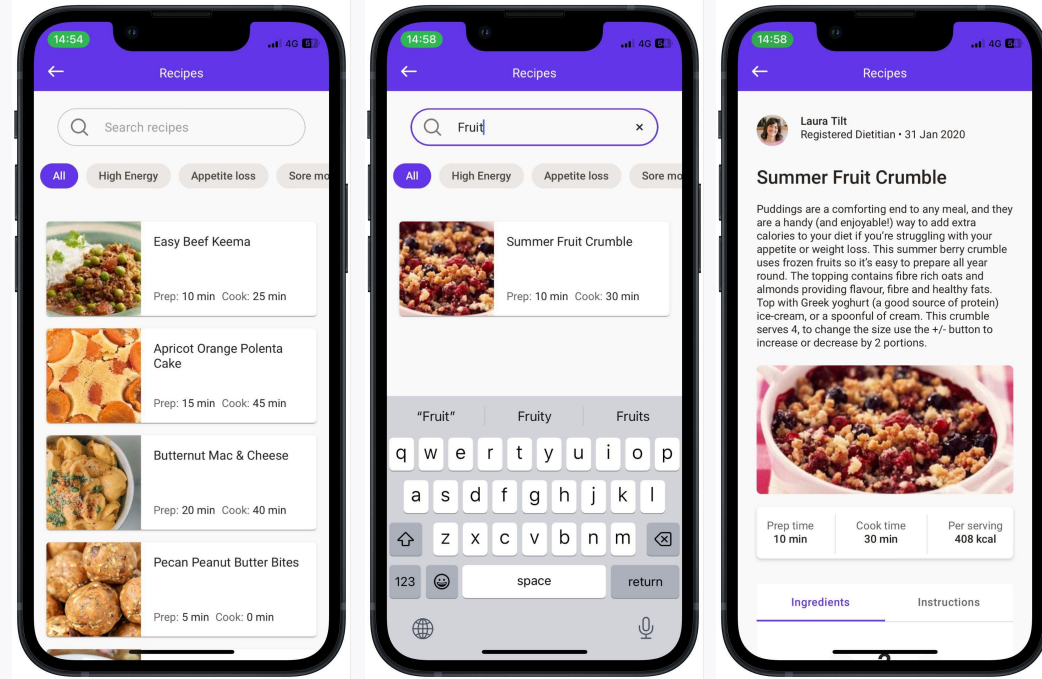 14:54
4G
Recipes
Search recipes
All
High Energy
Appetite loss
Sore mo
Easy Beef Keema
Prep: 10 min Cook: 25 min
Apricot Orange Polenta
Cake
Prep: 15 min Cook: 45 min
Butternut Mac & Cheese
Prep: 20 min Cook: 40 min
Pecan Peanut Butter Bites
Prep: 5 min Cook: 0 min
14:58
4G
Recipes
Fruit
All
High Energy
Appetite loss
Sore mo
Summer Fruit Crumble
Prep: 10 min Cook: 30 min
“Fruit”
Fruity
Fruits
q w e r t y u i o p
a s d f g h j k l
z x c v b n m
123
space
return
14:58
4G
Recipes
Laura Tilt
Registered Dietitian • 31 Jan 2020
Summer Fruit Crumble
Puddings are a comforting end to any meal, and they
are a handy (and enjoyable!) way to add extra
calories to your diet if you’re struggling with your
appetite or weight loss. This summer berry crumble
uses frozen fruits so it’s easy to prepare all year
round. The topping contains fibre rich oats and
almonds providing flavour, fibre and healthy fats.
Top with Greek yoghurt (a good source of protein)
ice-cream, or a spoonful of cream. This crumble
serves 4, to change the size use the +/- button to
increase or decrease by 2 portions.
Prep time
10 min
Cook time
30 min
Per serving
408 kcal
Ingredients
Instructions